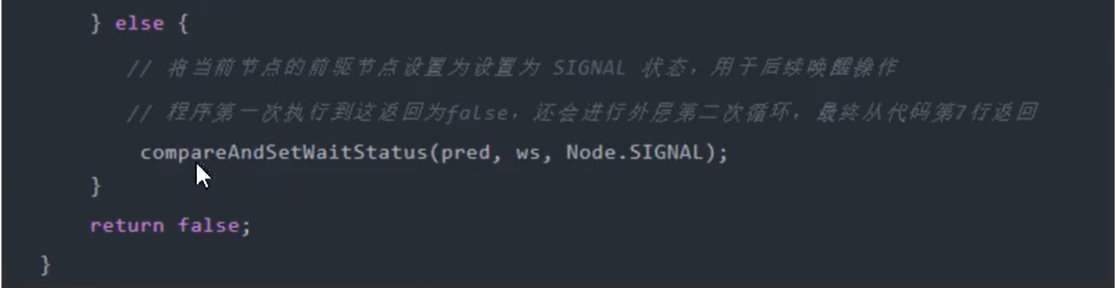 } else {
// 将当前节点的前驱节点设置为设置为 SIGNAL 状态，用于后续唤醒操作
// 程序第一次执行到这返回为false，还会进行外层第二次循环，最终从代码第7行返回
compareAndSetWaitStatus(pred, ws, Node.SIGNAL);
}
return false;
}